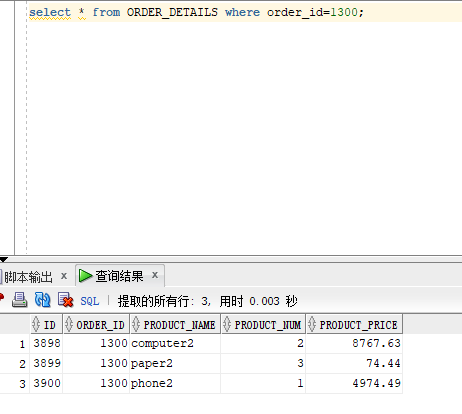 select * from ORDER_DETAILS where order_id=1300;
脚本输出 x 查询结果 x
SQL | 提取的所有行: 3, 用时 0.003 秒
ID ORDER_ID PRODUCT_NAME PRODUCT_NUM PRODUCT_PRICE
1 3898 1300 computer2 2 8767.63
2 3899 1300 paper2 3 74.44
3 3900 1300 phone2 1 4974.49